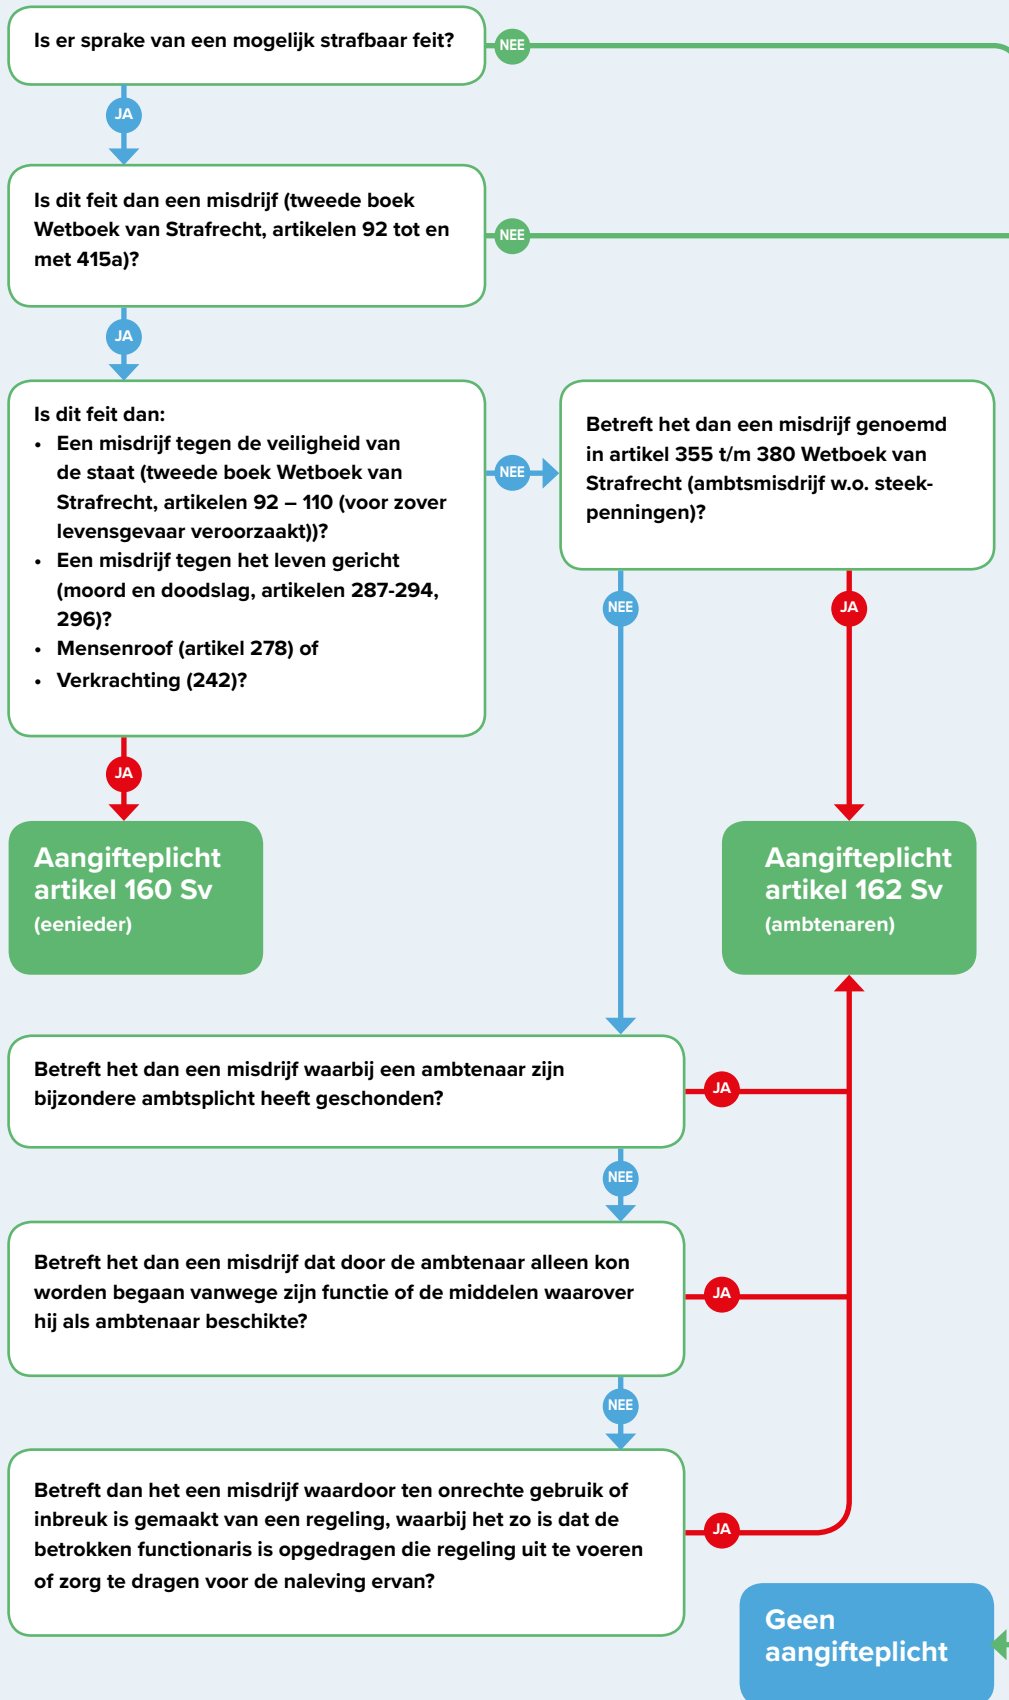 Is er sprake van een mogelijk strafbaar feit?
NEE
JA
Is dit feit dan een misdrijf (tweede boek
Wetboek van Strafrecht, artikelen 92 tot en
met 415a)?
NEE
JA
Is dit feit dan:
• Een misdrijf tegen de veiligheid van
de staat (tweede boek Wetboek van
Strafrecht, artikelen 92 – 110 (voor zover
levensgevaar veroorzaakt))?
• Een misdrijf tegen het leven gericht
(moord en doodslag, artikelen 287-294,
296)?
• Mensenroof (artikel 278) of
• Verkrachting (242)?
NEE
Betreft het dan een misdrijf genoemd
in artikel 355 t/m 380 Wetboek van
Strafrecht (ambtsmisdrijf w.o. steek-
penningen)?
NEE
JA
JA
Aangifteplicht
artikel 160 Sv
(eenieder)
Aangifteplicht
artikel 162 Sv
(ambtenaren)
Betreft het dan een misdrijf waarbij een ambtenaar zijn
bijzondere ambtsplicht heeft geschonden?
JA
NEE
Betreft het dan een misdrijf dat door de ambtenaar alleen kon
worden begaan vanwege zijn functie of de middelen waarover
hij als ambtenaar beschikte?
JA
NEE
Betreft dan het een misdrijf waardoor ten onrechte gebruik of
inbreuk is gemaakt van een regeling, waarbij het zo is dat de
betrokken functionaris is opgedragen die regeling uit te voeren
of zorg te dragen voor de naleving ervan?
JA
Geen
aangifteplicht